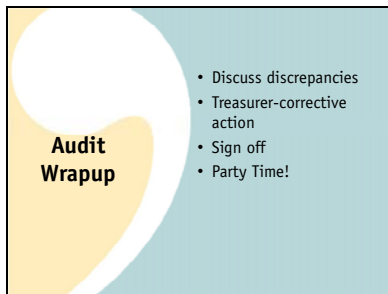 Audit
Wrapup
• Discuss discrepancies
• Treasurer-corrective
action
• Sign off
• Party Time!